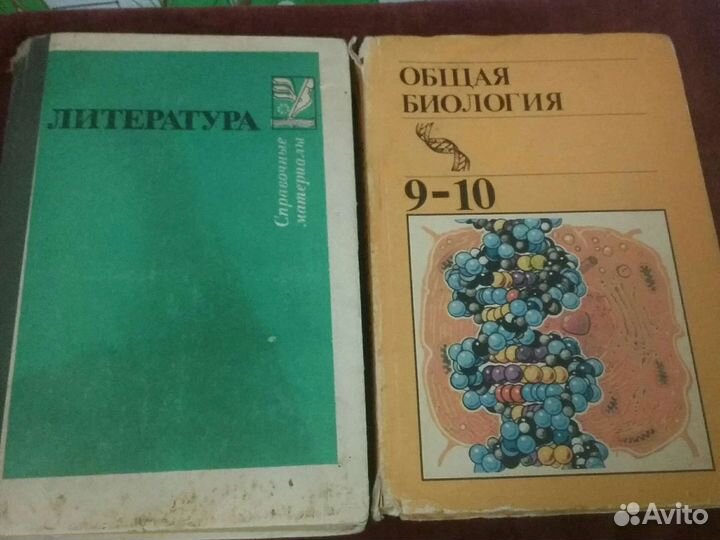 ЛИТЕРАТУРА
Справочные
материалы
ОБЩАЯ
БИОЛОГИЯ
9-10
Avito